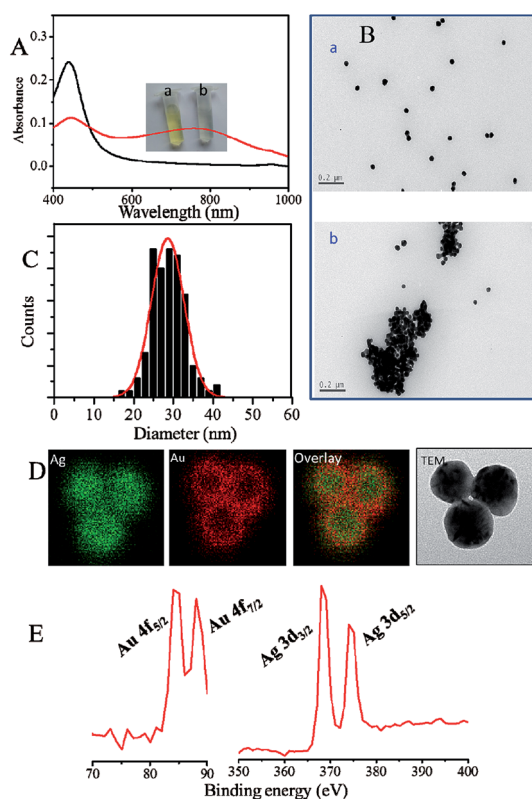 A
Absorbance
0.3
0.2
0.1
0.0
a b
400 600 800 1000
Wavelength (nm)
B
a
0.2 µm
b
0.2 µm
C
Counts
0 10 20 30 40 50 60
Diameter (nm)
D
Ag
Au
Overlay
TEM
E
Au 4f5/2
Au 4f7/2
Ag 3d3/2
Ag 3d5/2
70 80 90 350 360 370 380 390 400
Binding energy (eV)